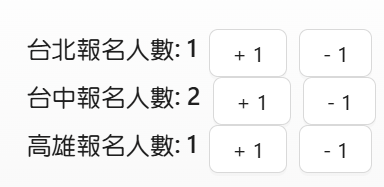 台北報名人數: 1 + 1 - 1
台中報名人數: 2 + 1 - 1
高雄報名人數: 1 + 1 - 1